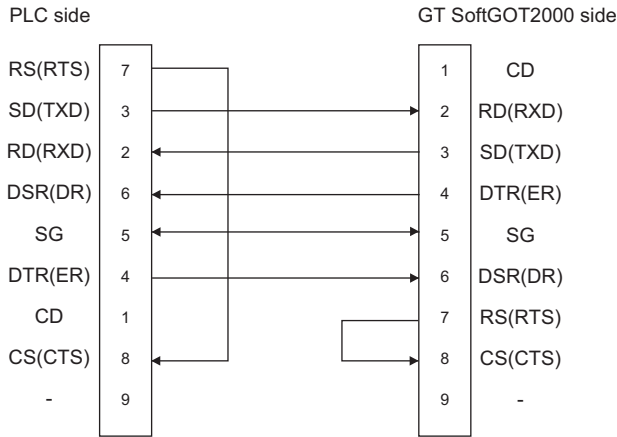 PLC side GT SoftGOT2000 side
RS(RTS) 7 1 CD
SD(TXD) 3 2 RD(RXD)
RD(RXD) 2 3 SD(TXD)
DSR(DR) 6 4 DTR(ER)
SG 5 5 SG
DTR(ER) 4 6 DSR(DR)
CD 1 7 RS(RTS)
CS(CTS) 8 8 CS(CTS)
- 9 9 -